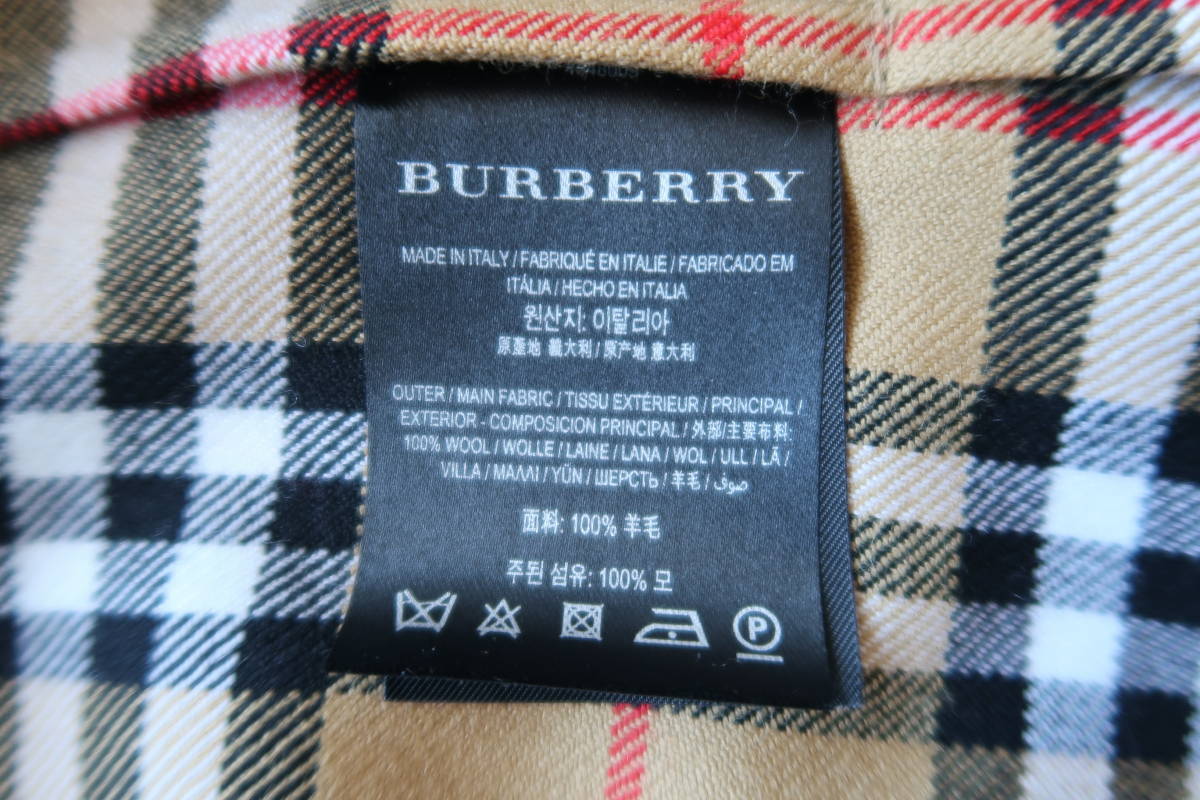 BURBERRY
MADE IN ITALY / FABRIQUÉ EN ITALIE / FABRICADO EM
ITÁLIA / HECHO EN ITALIA
원산지: 이탈리아
原產地 義大利 / 原产地 意大利
OUTER / MAIN FABRIC / TISSU EXTÉRIEUR / PRINCIPAL /
EXTERIOR - COMPOSICION PRINCIPAL / 外部/主要布料:
100% WOOL / WOLLE / LAINE / LANA / WOL / ULL / LÃ /
VILLA / ΜΑΛΛΙ / YÜN / ШЕРСТЬ / 羊毛 / صوف
面料: 100% 羊毛
주된 섬유: 100% 모
P